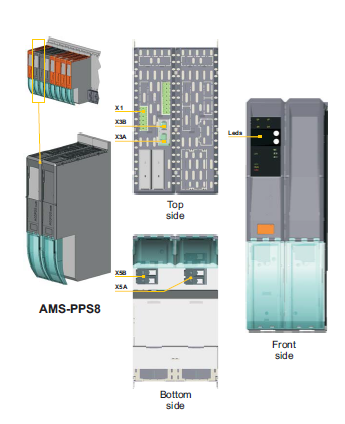 X1
X3B
X3A
Leds
Top
side
X5B
X5A
AMS-PPS8
Front
side
Bottom
side